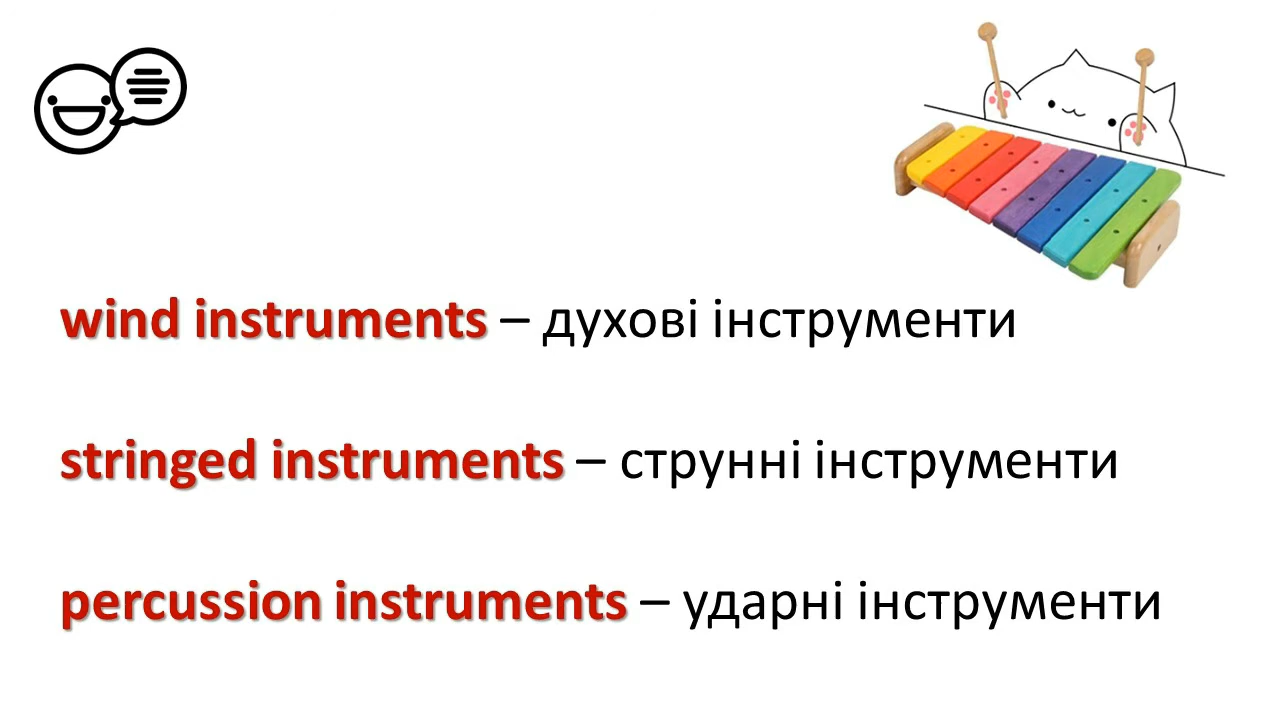 wind instruments – духові інструменти
stringed instruments – струнні інструменти
percussion instruments – ударні інструменти